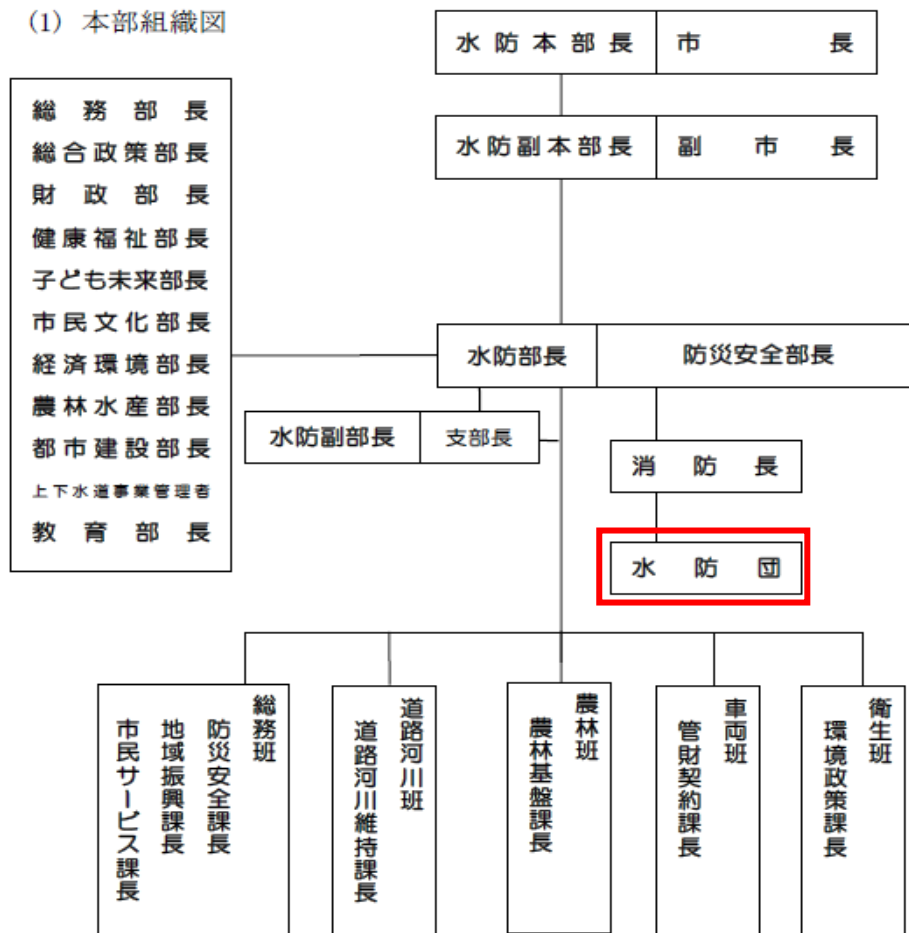 (1) 本部組織図
水防本部長 市長
水防副本部長 副市長
総務部長
総合政策部長
財政部長
健康福祉部長
子ども未来部長
市民文化部長
経済環境部長
農林水産部長
都市建設部長
上下水道事業管理者
教育部長
水防部長 防災安全部長
水防副部長 支部長
消防長
水防団
総務班
防災安全課長
地域振興課長
市民サービス課長
道路河川班
道路河川維持課長
農林班
農林基盤課長
車両班
管財契約課長
衛生班
環境政策課長